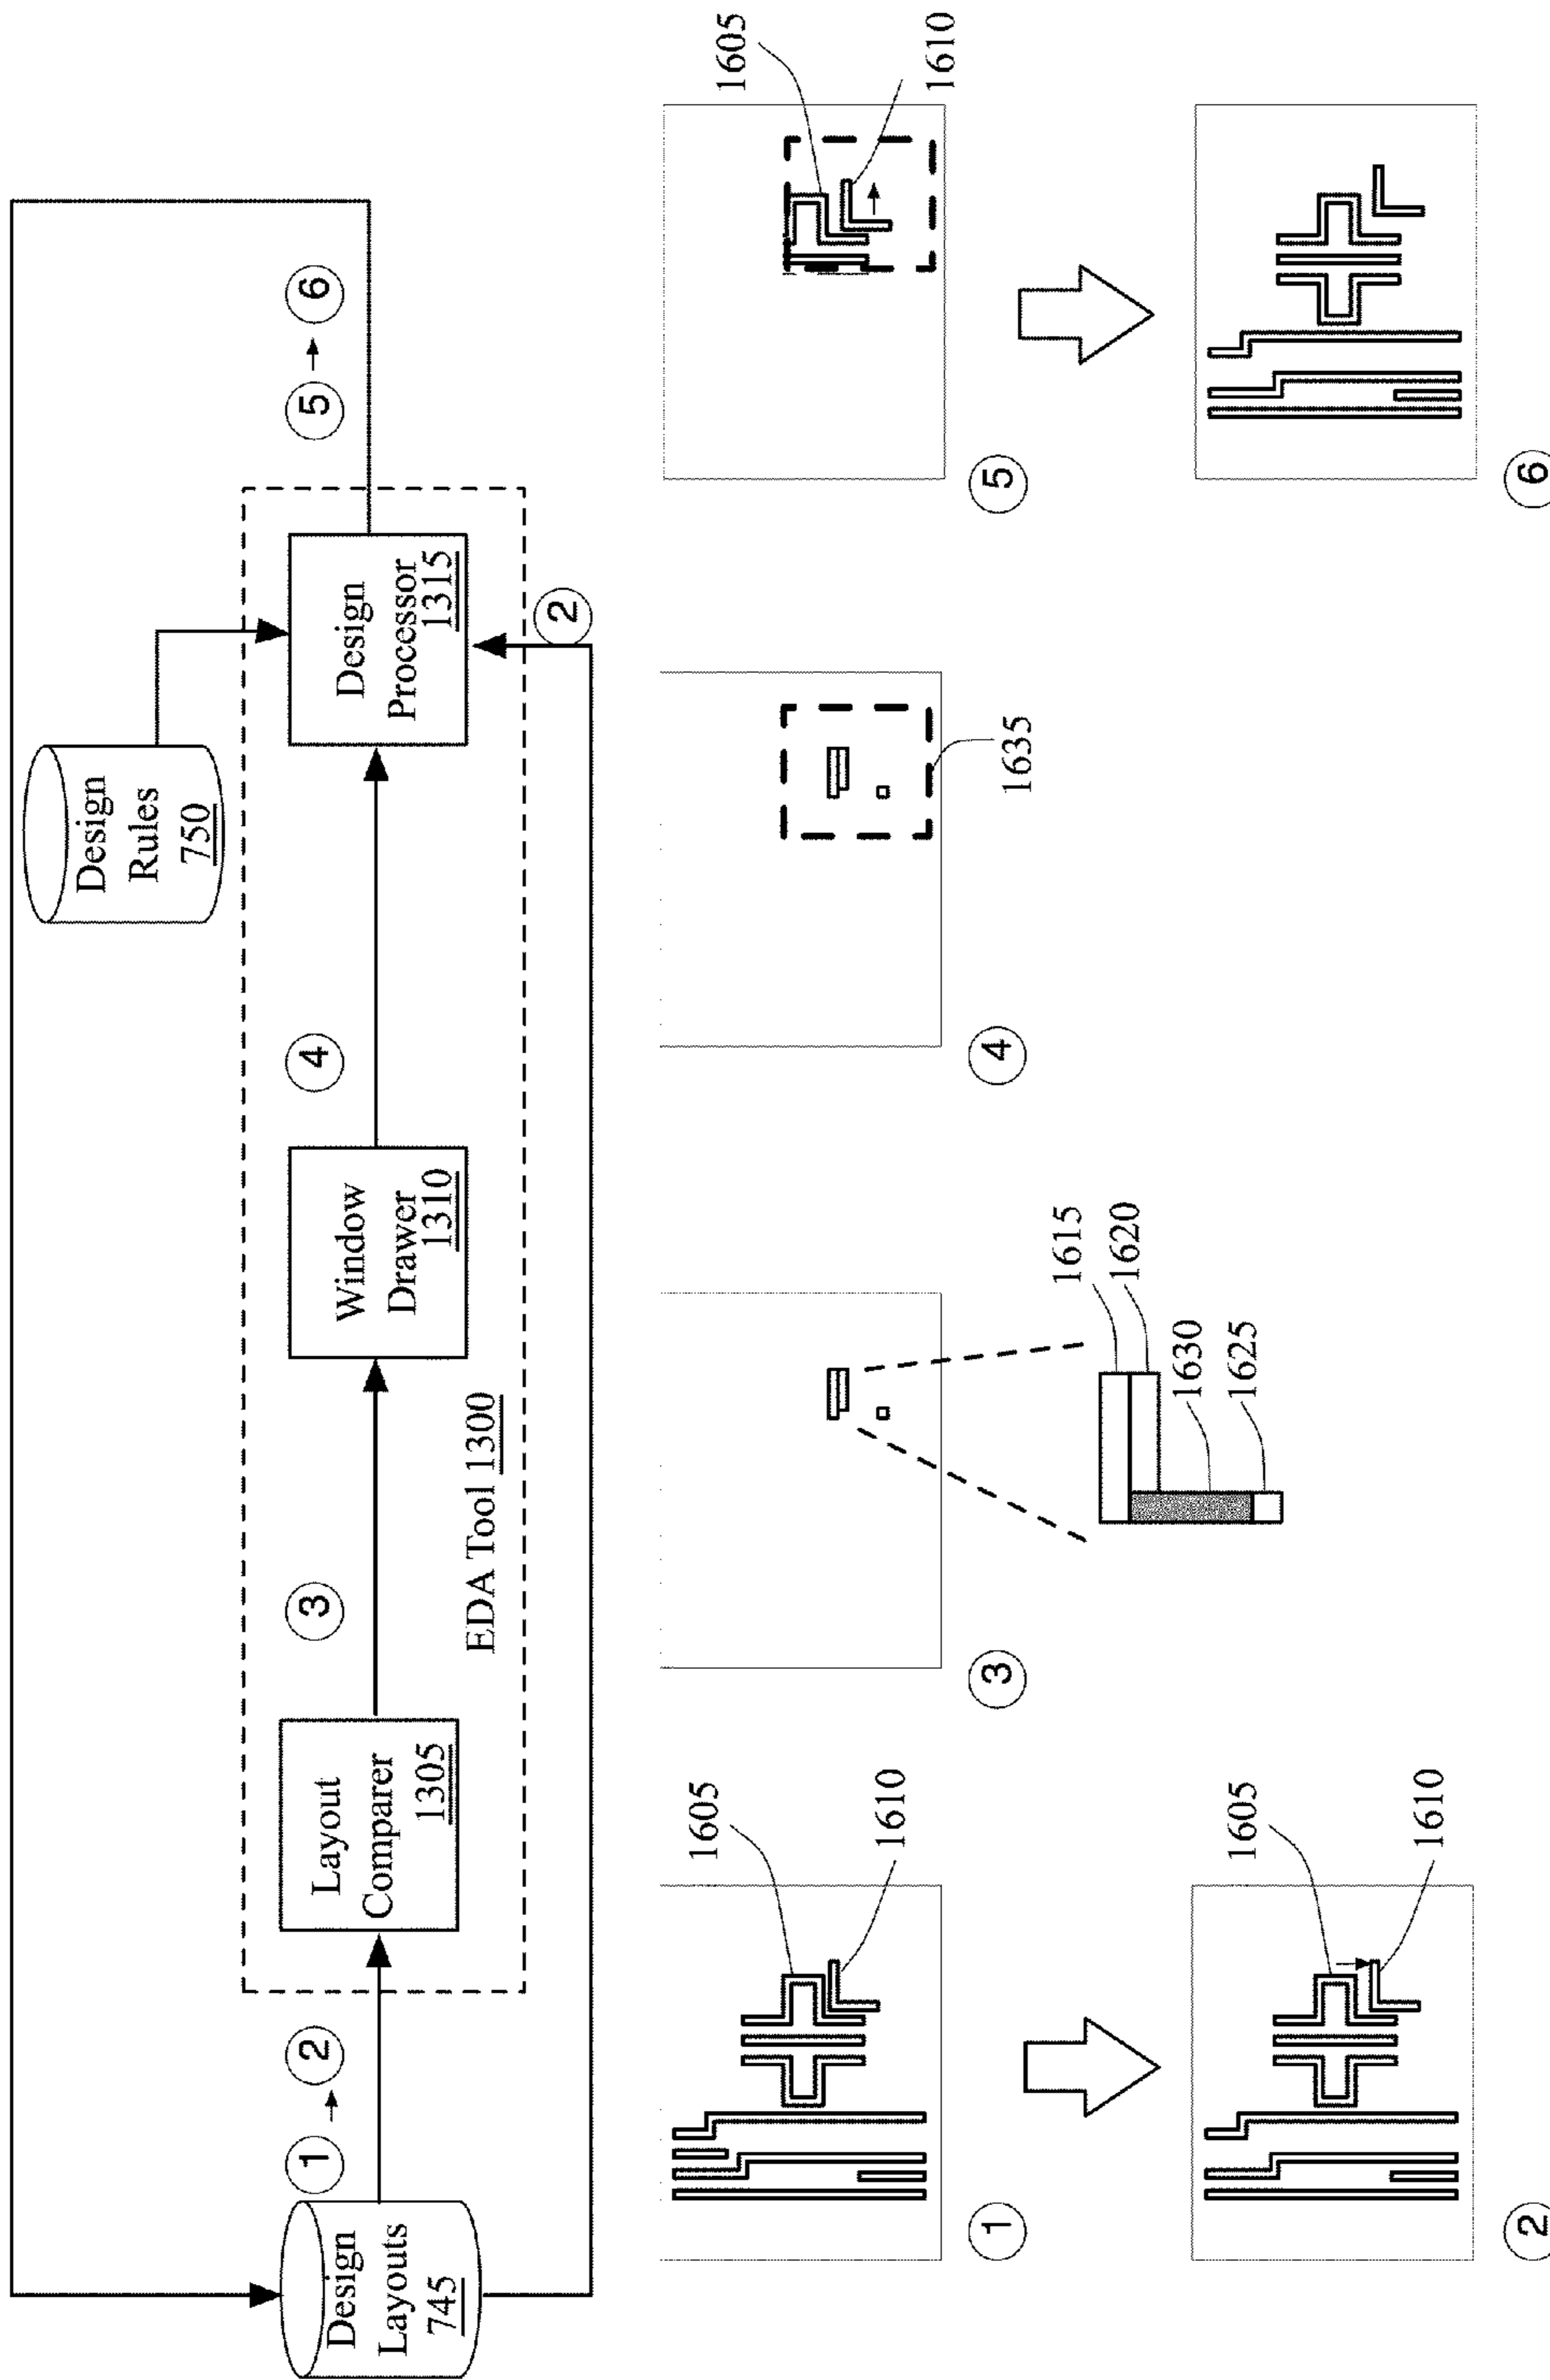 Design
Rules
750
⑤ → ⑥
Design
Layouts
745
① → ②
Layout
Comparer
1305
③
Window
Drawer
1310
④
Design
Processor
1315
EDA Tool 1300
②
1605
1610
①
1605
1610
②
③
1615
1620
1630
1625
④
1635
1605
1610
⑤
⑥